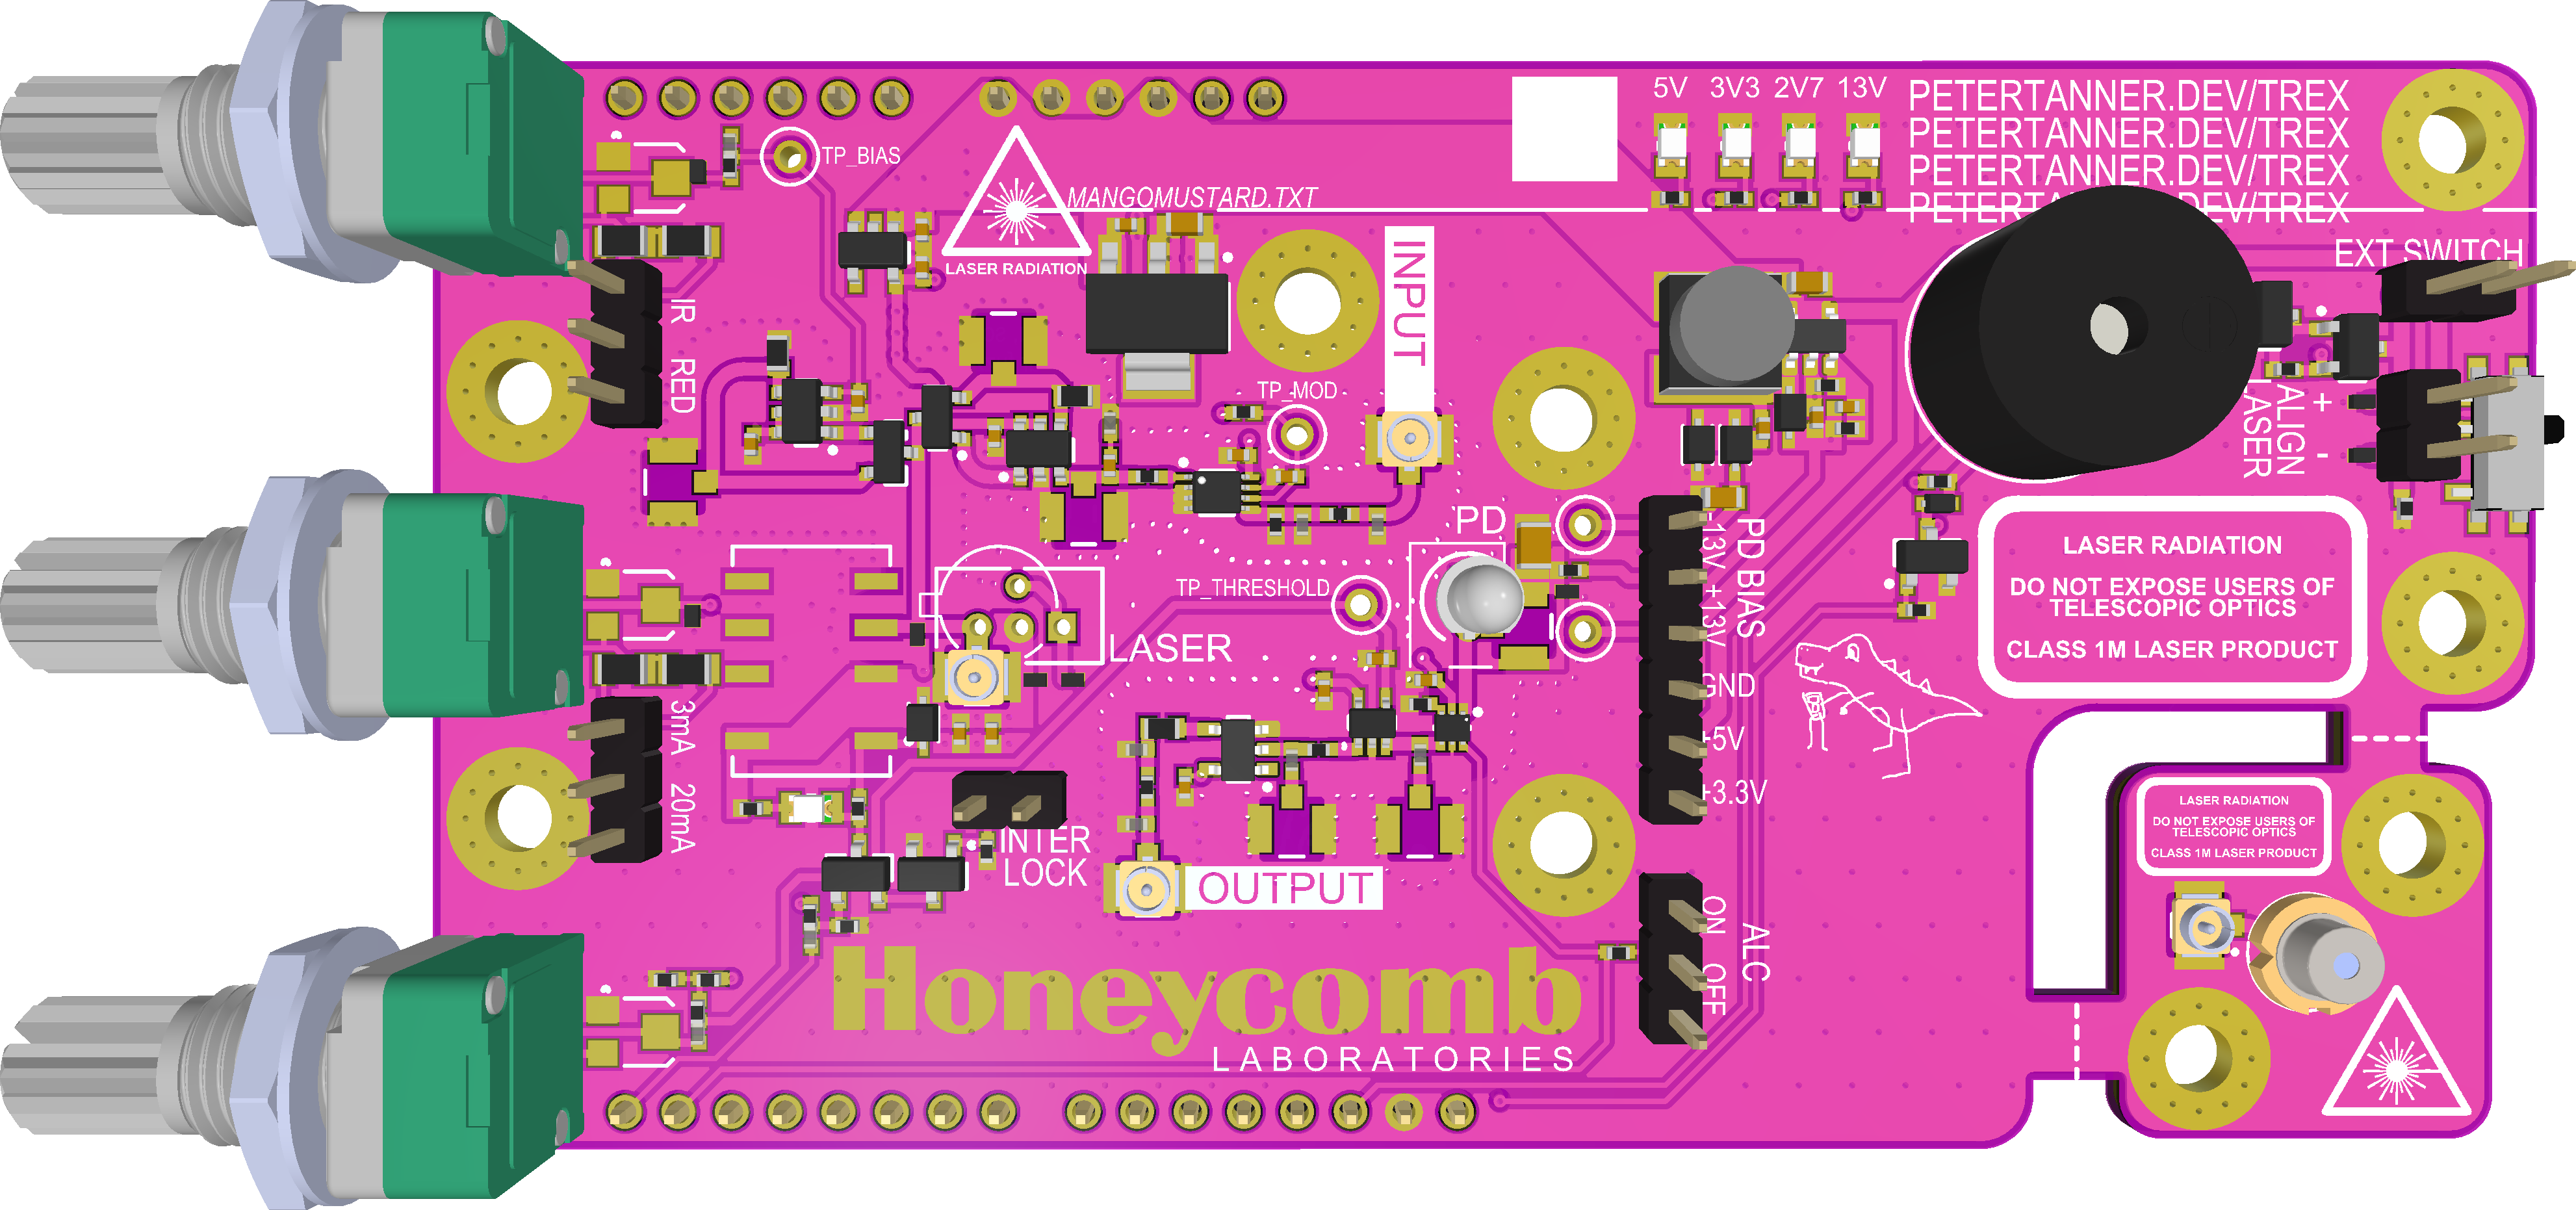 5V 3V3 2V7 13V
PETERTANNER.DEV/TREX
PETERTANNER.DEV/TREX
PETERTANNER.DEV/TREX
EV/TREX
TP_BIAS
MANGOMUSTARD.TXT
LASER RADIATION
INPUT
EXT SWITCH
IR
RED
TP_MOD
ALIGN
LASER
+
-
PD
-13V
+13V
GND
+5V
+3.3V
PD BIAS
LASER RADIATION
DO NOT EXPOSE USERS OF
TELESCOPIC OPTICS
CLASS 1M LASER PRODUCT
TP_THRESHOLD
LASER
3mA
20mA
INTER
LOCK
OUTPUT
ON
OFF
ALC
LASER RADIATION
DO NOT EXPOSE USERS OF
TELESCOPIC OPTICS
CLASS 1M LASER PRODUCT
Honeycomb
LABORATORIES